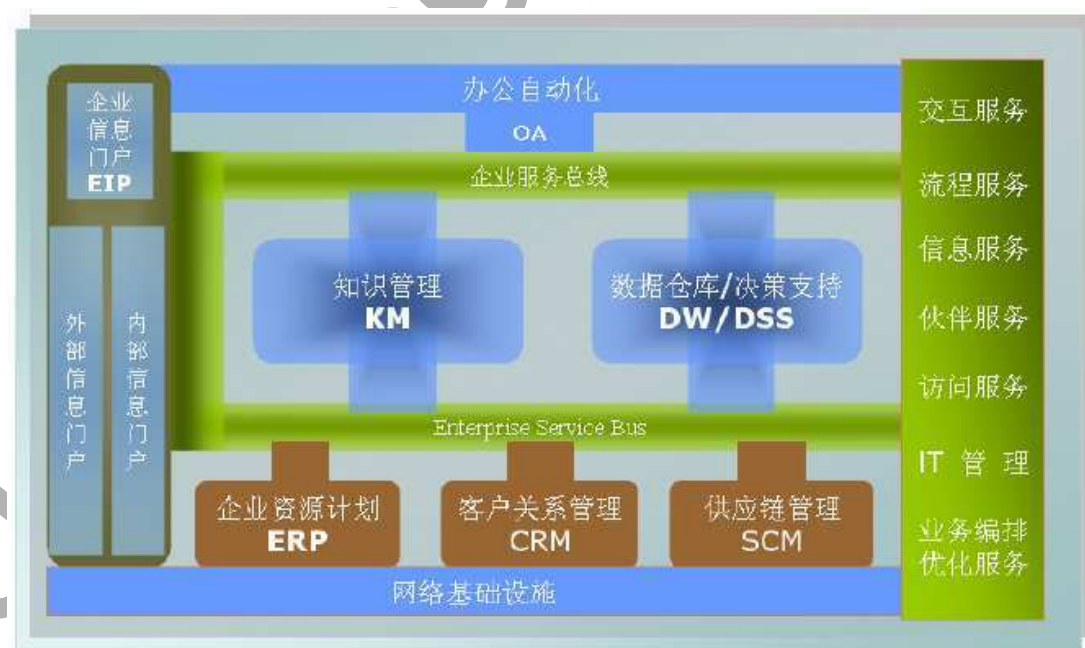 办公自动化
OA
企业
信息
门户
EIP
企业服务总线
外部信息门户
内部信息门户
知识管理
KM
数据仓库/决策支持
DW/DSS
Enterprise Service Bus
企业资源计划
ERP
客户关系管理
CRM
供应链管理
SCM
网络基础设施
交互服务
流程服务
信息服务
伙伴服务
访问服务
IT 管 理
业务编排
优化服务